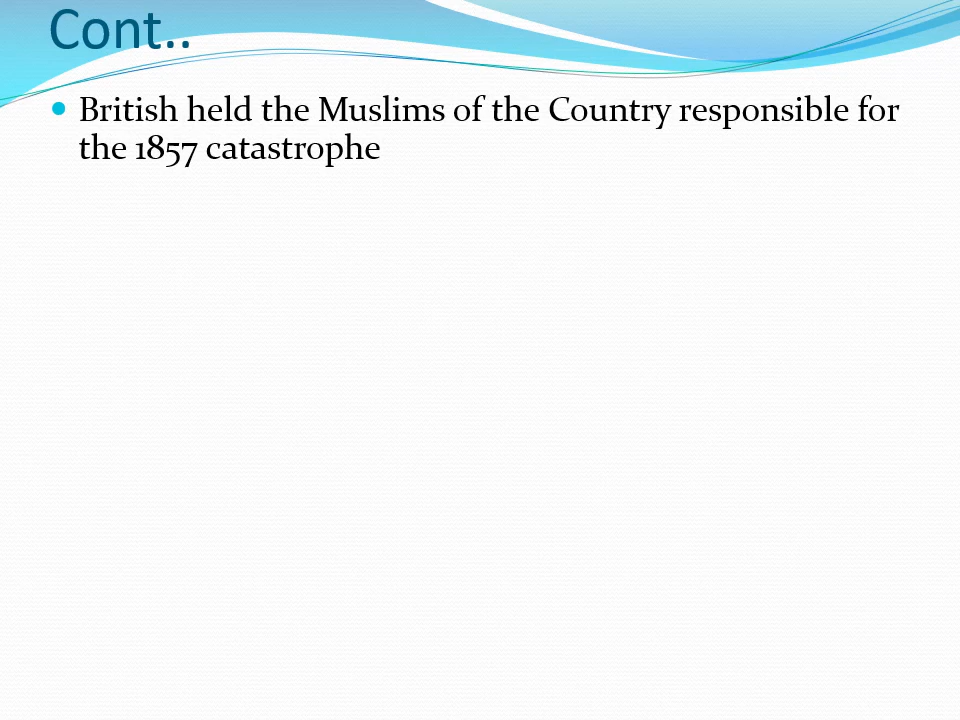 Cont..
British held the Muslims of the Country responsible for
the 1857 catastrophe